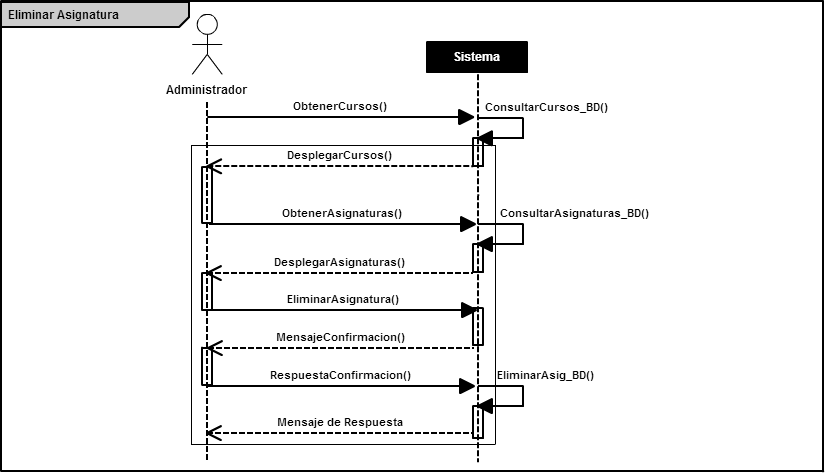 Eliminar Asignatura
Sistema
Administrador
ObtenerCursos()
ConsultarCursos_BD()
DesplegarCursos()
ObtenerAsignaturas()
ConsultarAsignaturas_BD()
DesplegarAsignaturas()
EliminarAsignatura()
MensajeConfirmacion()
RespuestaConfirmacion()
EliminarAsig_BD()
Mensaje de Respuesta